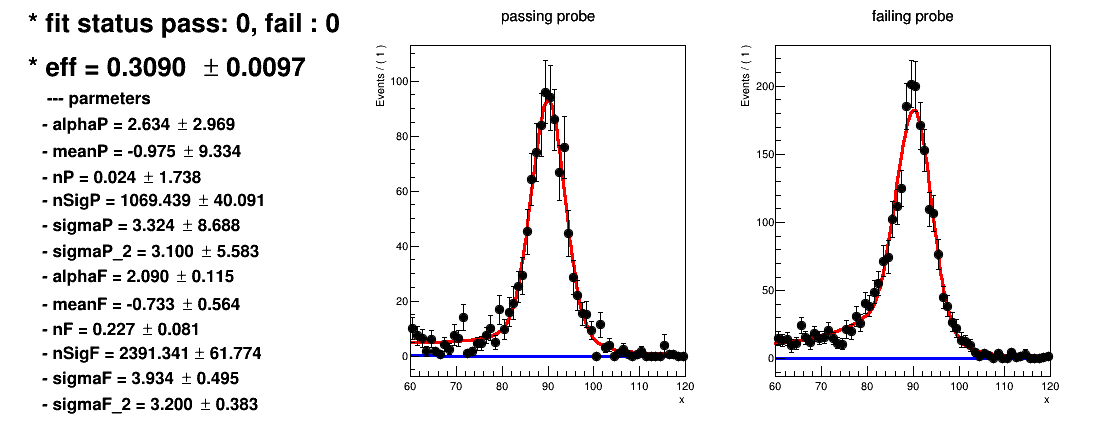 * fit status pass: 0, fail : 0
* eff = 0.3090 ± 0.0097
--- parmeters
- alphaP = 2.634 ± 2.969
- meanP = -0.975 ± 9.334
- nP = 0.024 ± 1.738
- nSigP = 1069.439 ± 40.091
- sigmaP = 3.324 ± 8.688
- sigmaP_2 = 3.100 ± 5.583
- alphaF = 2.090 ± 0.115
- meanF = -0.733 ± 0.564
- nF = 0.227 ± 0.081
- nSigF = 2391.341 ± 61.774
- sigmaF = 3.934 ± 0.495
- sigmaF_2 = 3.200 ± 0.383
passing probe
Events / ( 1 )
100
80
60
40
20
0
60 70 80 90 100 110 120
x
failing probe
Events / ( 1 )
200
150
100
50
0
60 70 80 90 100 110 120
x